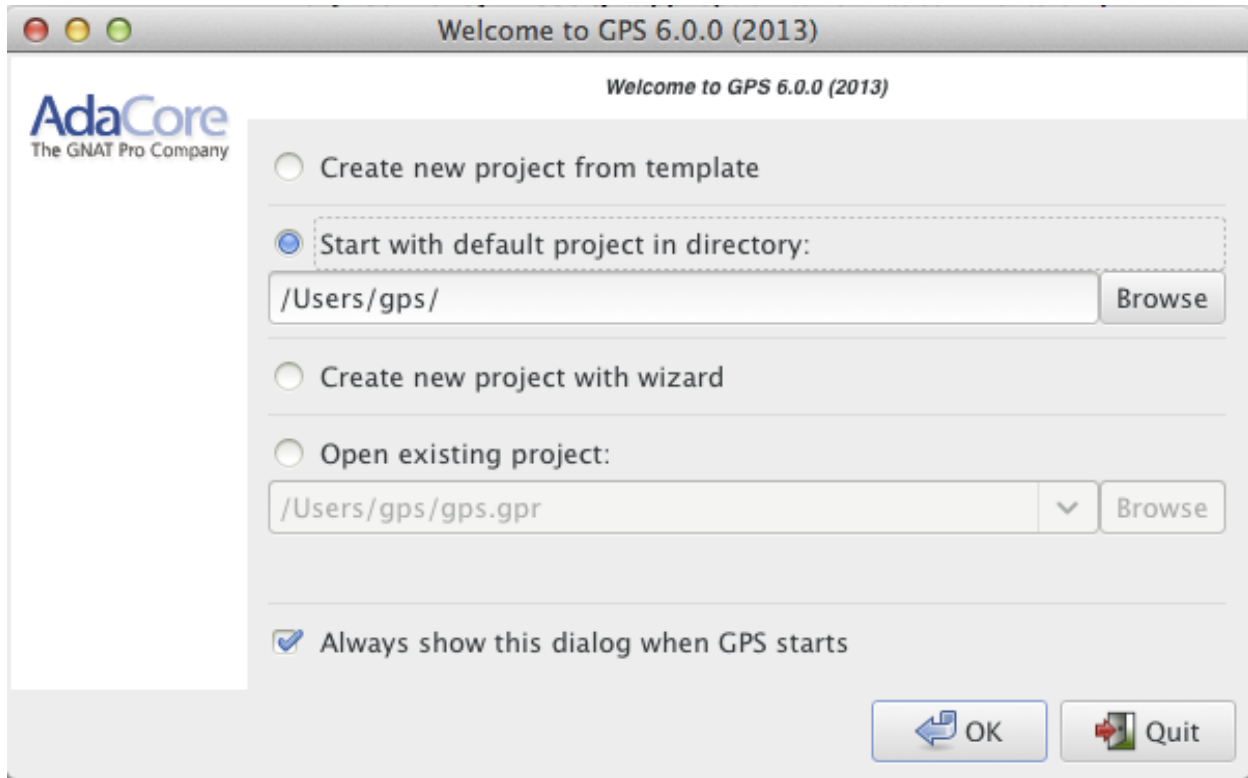 Welcome to GPS 6.0.0 (2013)
Welcome to GPS 6.0.0 (2013)
AdaCore
The GNAT Pro Company
Create new project from template
Start with default project in directory:
/Users/gps/ Browse
Create new project with wizard
Open existing project:
/Users/gps/gps.gpr Browse
Always show this dialog when GPS starts
OK Quit